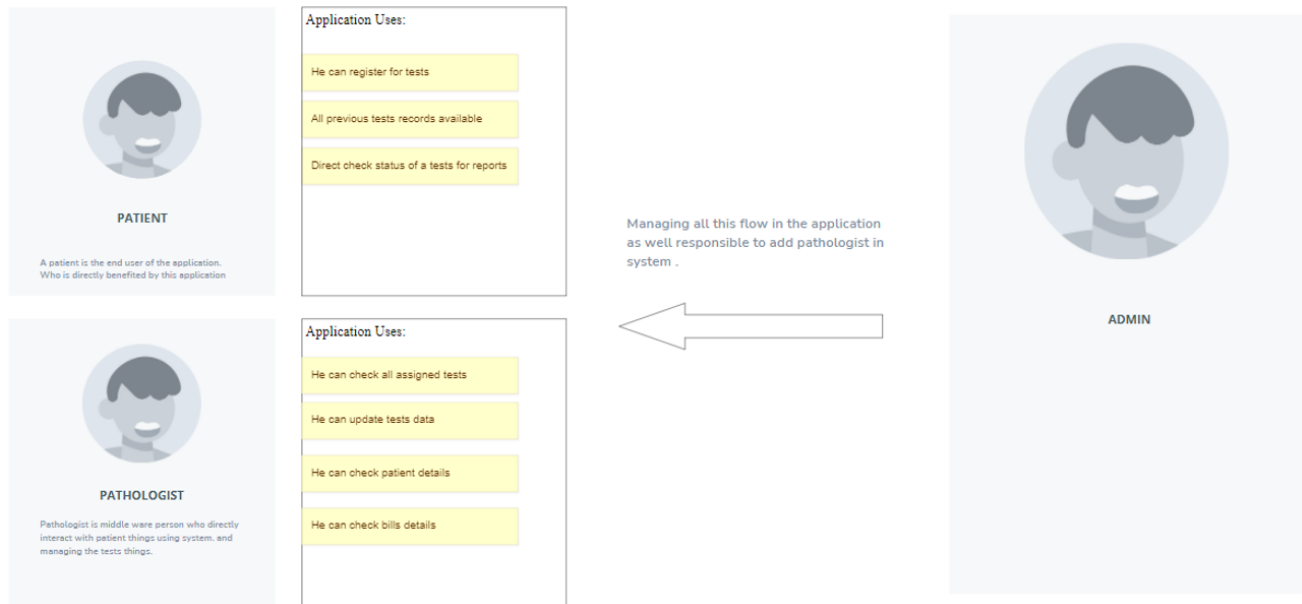 Application Uses:
He can register for tests
All previous tests records available
Direct check status of a tests for reports
PATIENT
A patient is the end user of the application.
Who is directly benefited by this application
Managing all this flow in the application
as well responsible to add pathologist in
system .
ADMIN
Application Uses:
He can check all assigned tests
He can update tests data
He can check patient details
He can check bills details
PATHOLOGIST
Pathologist is middle ware person who directly
interact with patient things using system. and
managing the tests things.